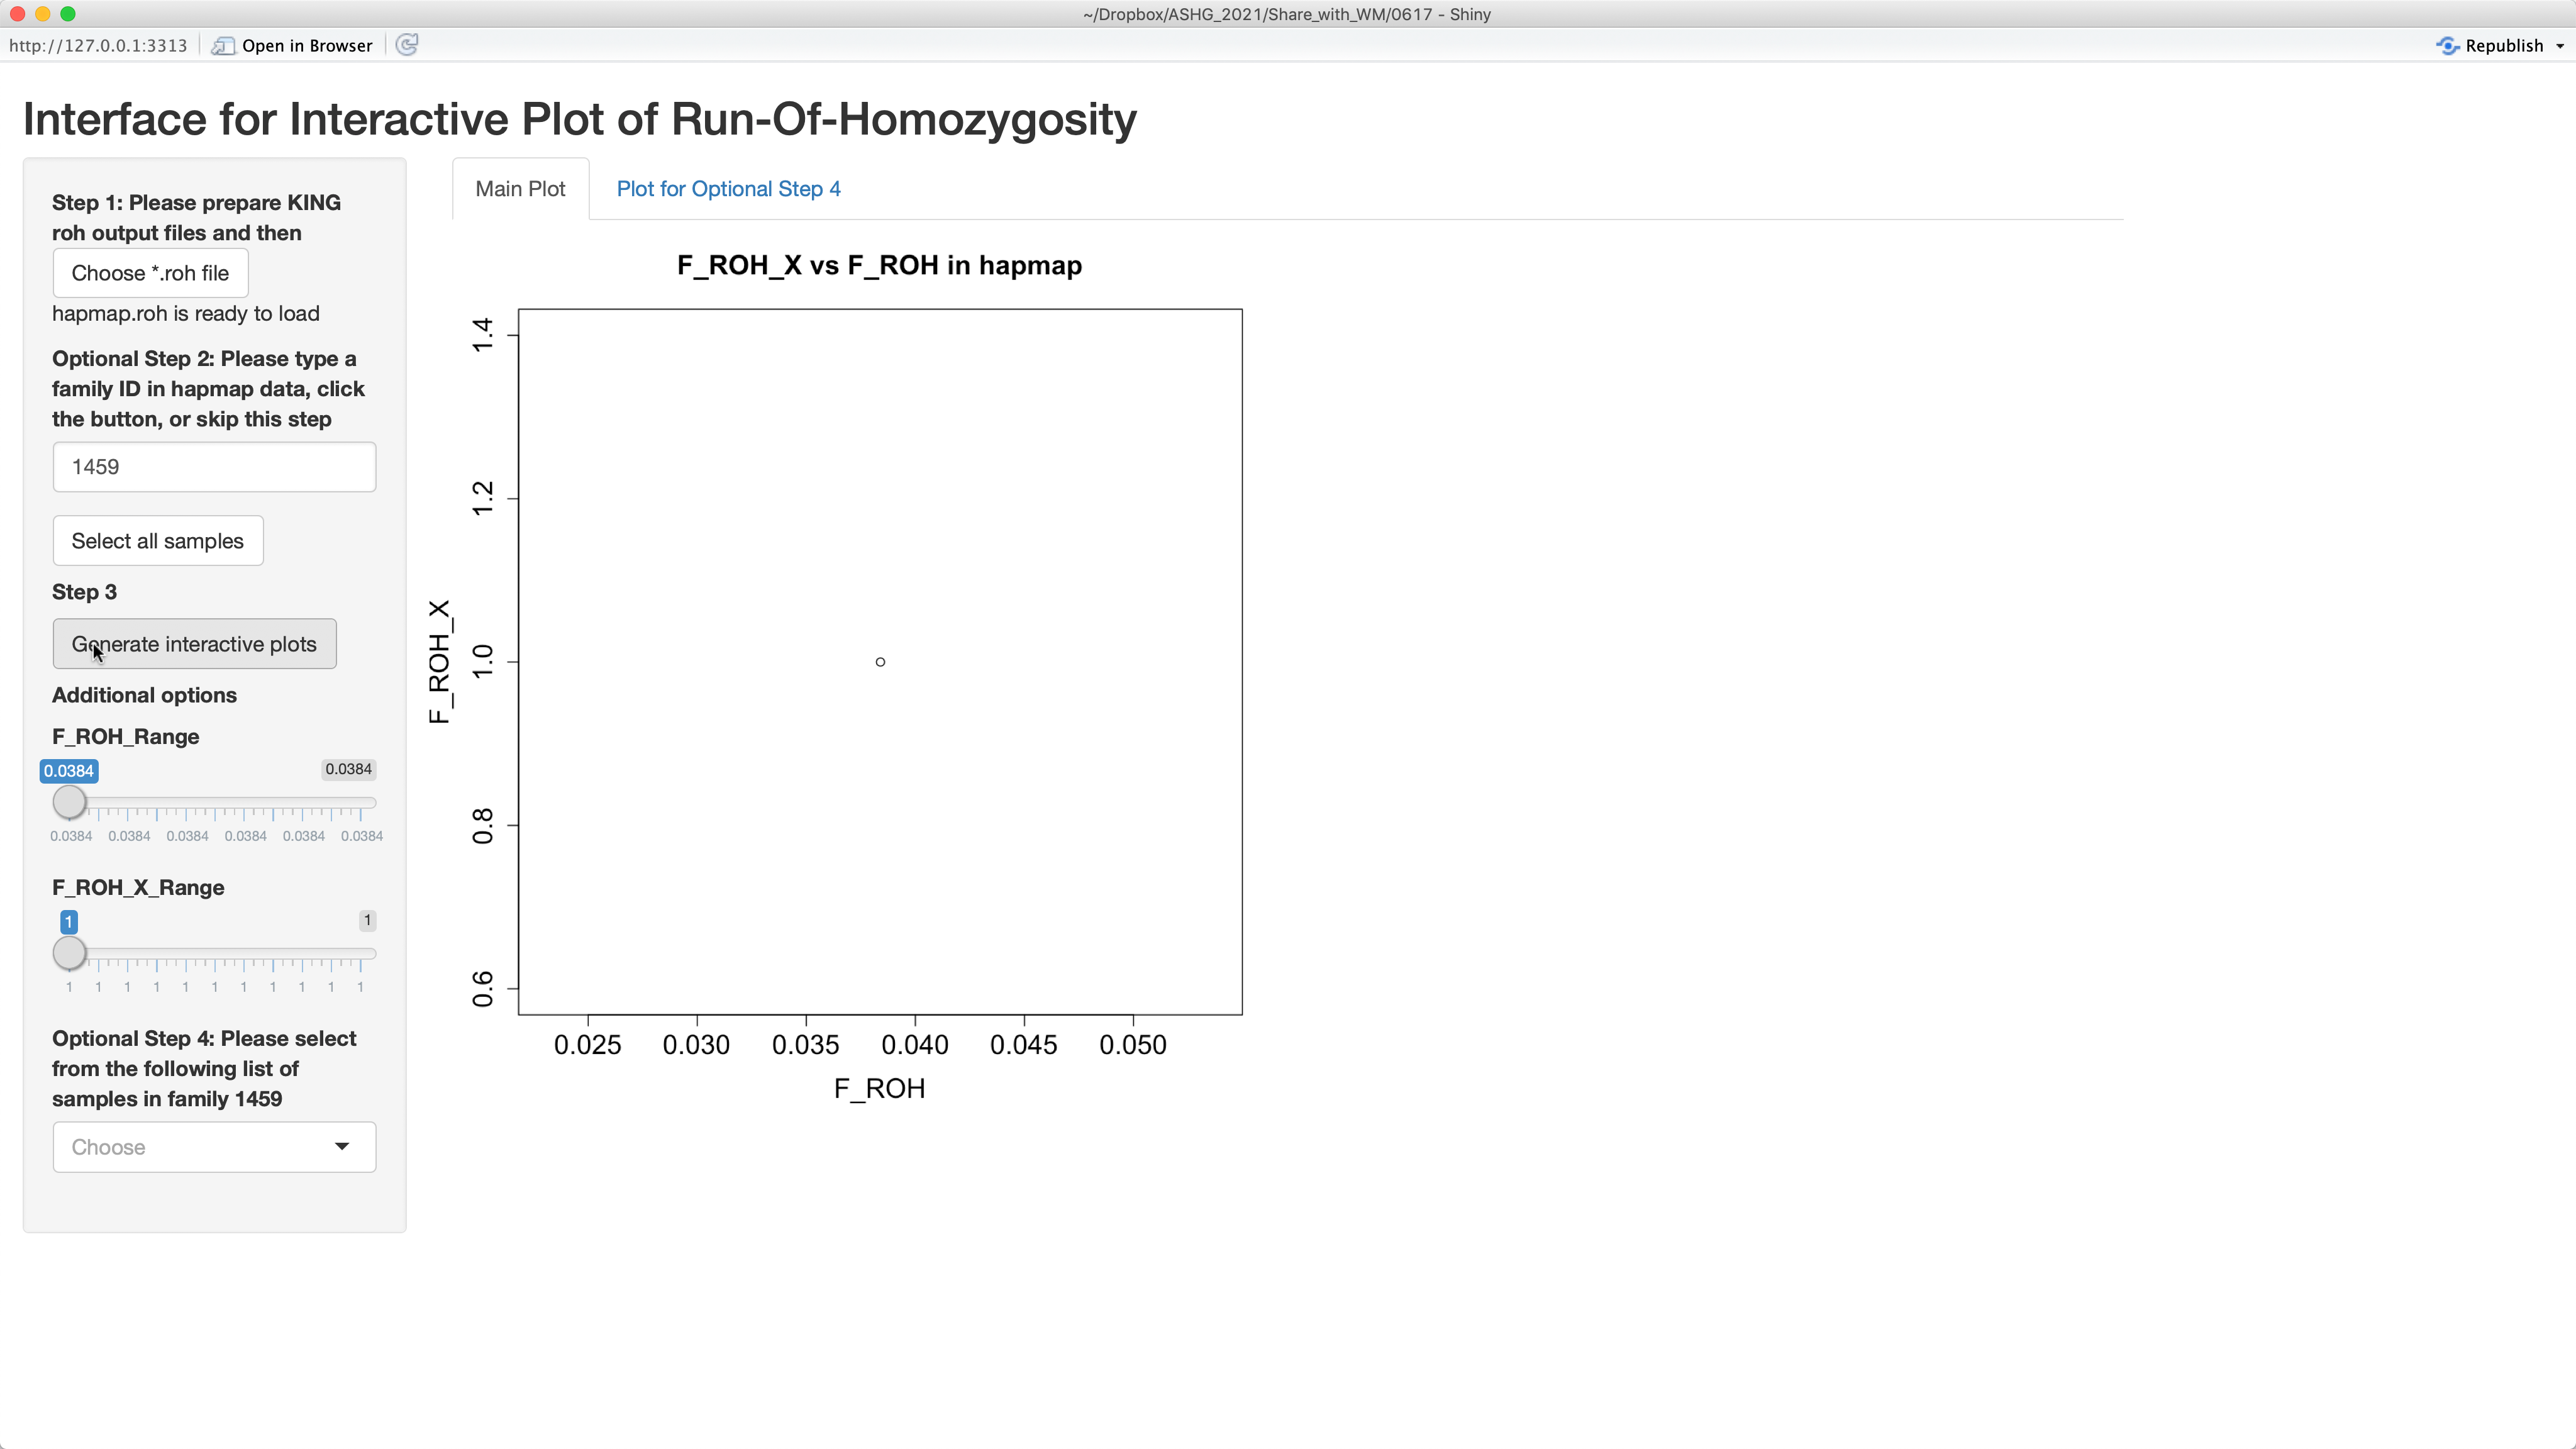 ~/Dropbox/ASHG_2021/Share_with_WM/0617 - Shiny
http://127.0.0.1:3313
Open in Browser
Republish
Interface for Interactive Plot of Run-Of-Homozygosity
Step 1: Please prepare KING
roh output files and then
Choose *.roh file
hapmap.roh is ready to load
Optional Step 2: Please type a
family ID in hapmap data, click
the button, or skip this step
1459
Select all samples
Step 3
Generate interactive plots
Additional options
F_ROH_Range
0.0384 0.0384
0.0384 0.0384 0.0384 0.0384 0.0384 0.0384
F_ROH_X_Range
1 1
1 1 1 1 1 1 1 1 1 1 1
Optional Step 4: Please select
from the following list of
samples in family 1459
Choose
Main Plot
Plot for Optional Step 4
F_ROH_X vs F_ROH in hapmap
F_ROH_X
1.4
1.2
1.0
0.8
0.6
0.025 0.030 0.035 0.040 0.045 0.050
F_ROH